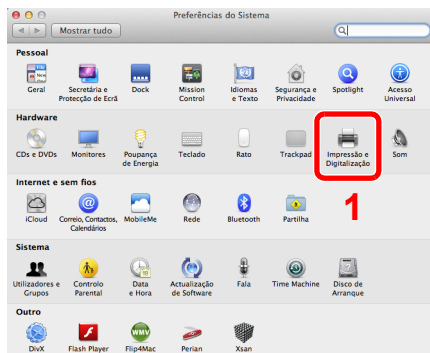 Preferências do Sistema
Mostrar tudo
Pessoal
Geral
Secretária e Protecção de Ecrã
Dock
Mission Control
Idiomas e Texto
Segurança e Privacidade
Spotlight
Acesso Universal
Hardware
CDs e DVDs
Monitores
Poupança de Energia
Teclado
Rato
Trackpad
Impressão e Digitalização
Som
1
Internet e sem fios
iCloud
Correio, Contactos, Calendários
MobileMe
Rede
Bluetooth
Partilha
Sistema
Utilizadores e Grupos
Controlo Parental
Data e Hora
Actualização de Software
Fala
Time Machine
Disco de Arranque
Outro
DivX
Flash Player
WMV
Flip4Mac
Perian
Xsan